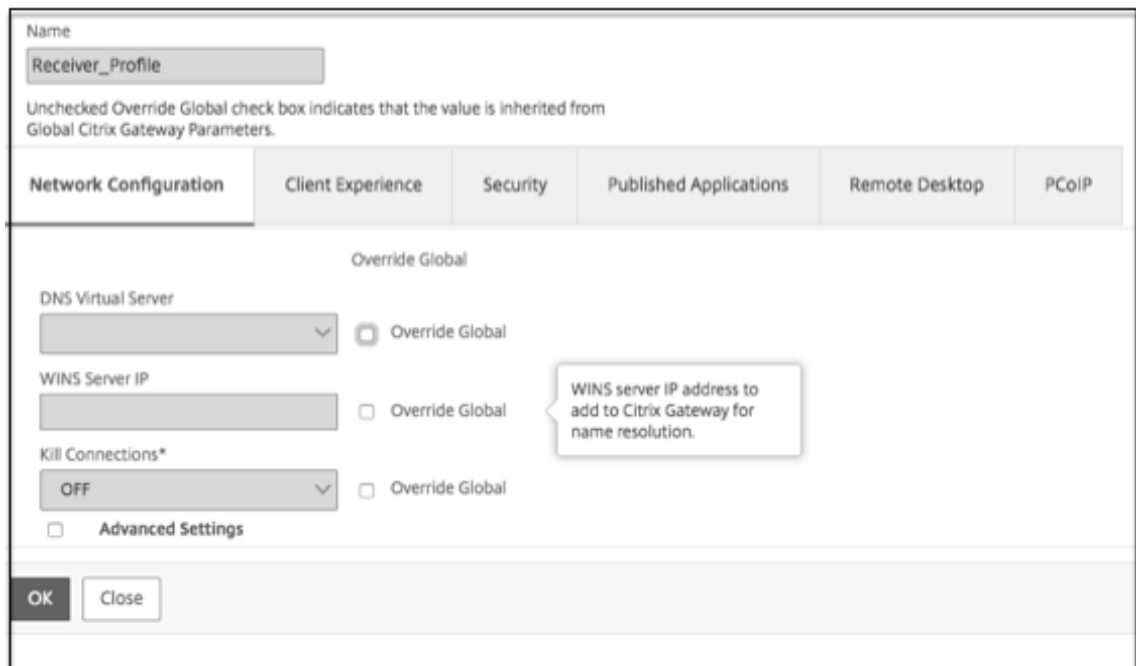 Name
Receiver_Profile
Unchecked Override Global check box indicates that the value is inherited from
Global Citrix Gateway Parameters.
Network Configuration
Client Experience
Security
Published Applications
Remote Desktop
PCoIP
Override Global
DNS Virtual Server
Override Global
WINS Server IP
Override Global
WINS server IP address to
add to Citrix Gateway for
name resolution.
Kill Connections*
OFF
Override Global
Advanced Settings
OK
Close